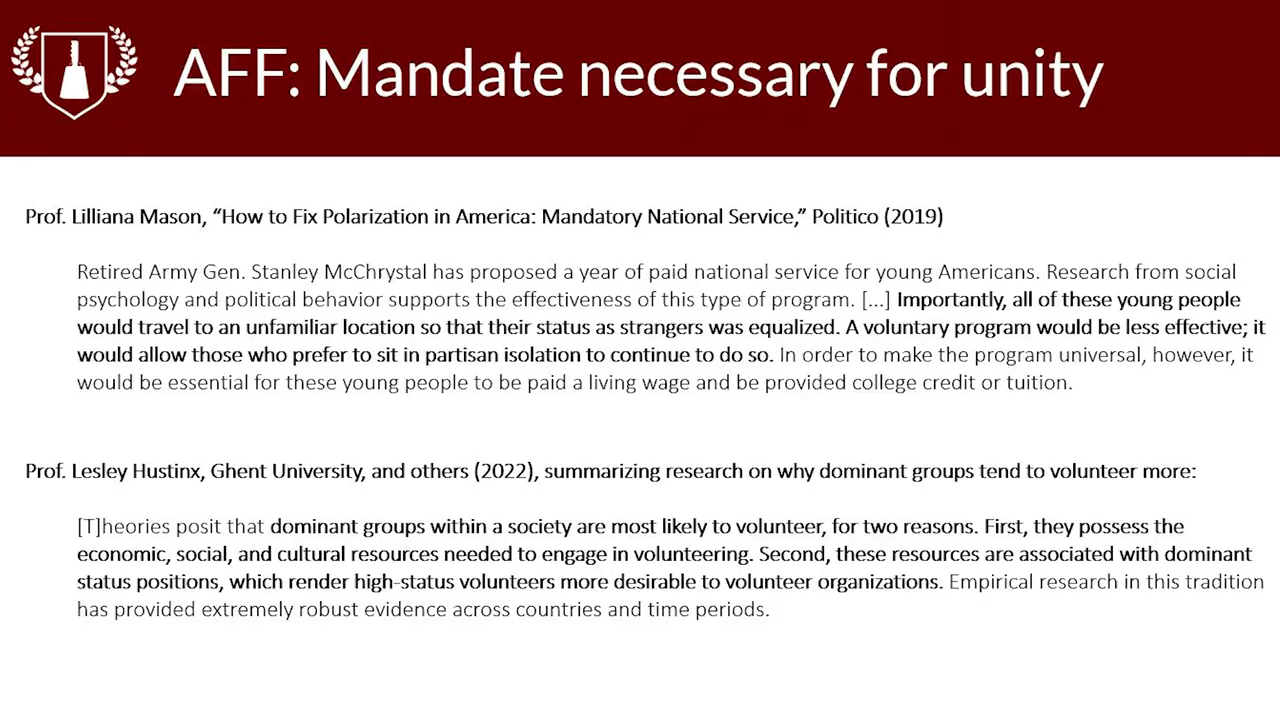 AFF: Mandate necessary for unity
Prof. Lilliana Mason, “How to Fix Polarization in America: Mandatory National Service,” Politico (2019)
Retired Army Gen. Stanley McChrystal has proposed a year of paid national service for young Americans. Research from social
psychology and political behavior supports the effectiveness of this type of program. [...] Importantly, all of these young people
would travel to an unfamiliar location so that their status as strangers was equalized. A voluntary program would be less effective; it
would allow those who prefer to sit in partisan isolation to continue to do so. In order to make the program universal, however, it
would be essential for these young people to be paid a living wage and be provided college credit or tuition.
Prof. Lesley Hustinx, Ghent University, and others (2022), summarizing research on why dominant groups tend to volunteer more:
[T]heories posit that dominant groups within a society are most likely to volunteer, for two reasons. First, they possess the
economic, social, and cultural resources needed to engage in volunteering. Second, these resources are associated with dominant
status positions, which render high-status volunteers more desirable to volunteer organizations. Empirical research in this tradition
has provided extremely robust evidence across countries and time periods.